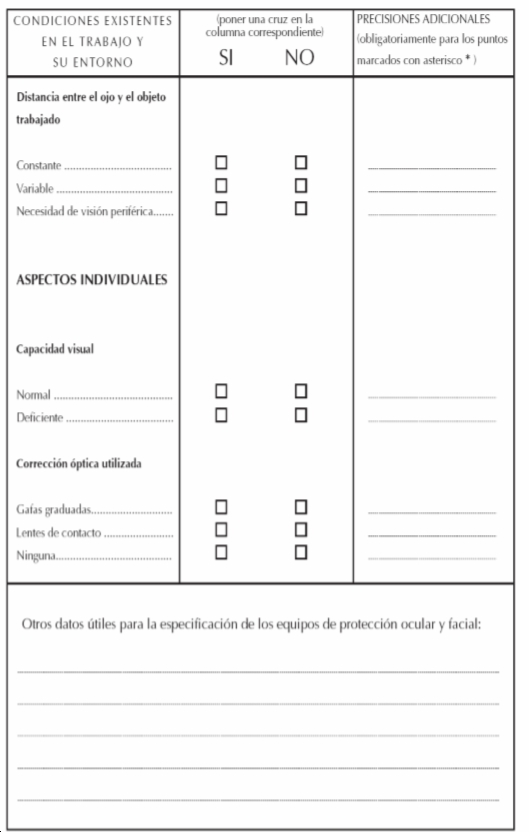 CONDICIONES EXISTENTES
EN EL TRABAJO Y
SU ENTORNO
(poner una cruz en la
columna correspondiente)
SI NO
PRECISIONES ADICIONALES
(obligatoriamente para los puntos
marcados con asterisco * )
Distancia entre el ojo y el objeto
trabajado
Constante .....................................
Variable ........................................
Necesidad de visión periférica.......
ASPECTOS INDIVIDUALES
Capacidad visual
Normal .........................................
Deficiente .....................................
Corrección óptica utilizada
Gafas graduadas............................
Lentes de contacto ........................
Ninguna........................................
Otros datos útiles para la especificación de los equipos de protección ocular y facial: